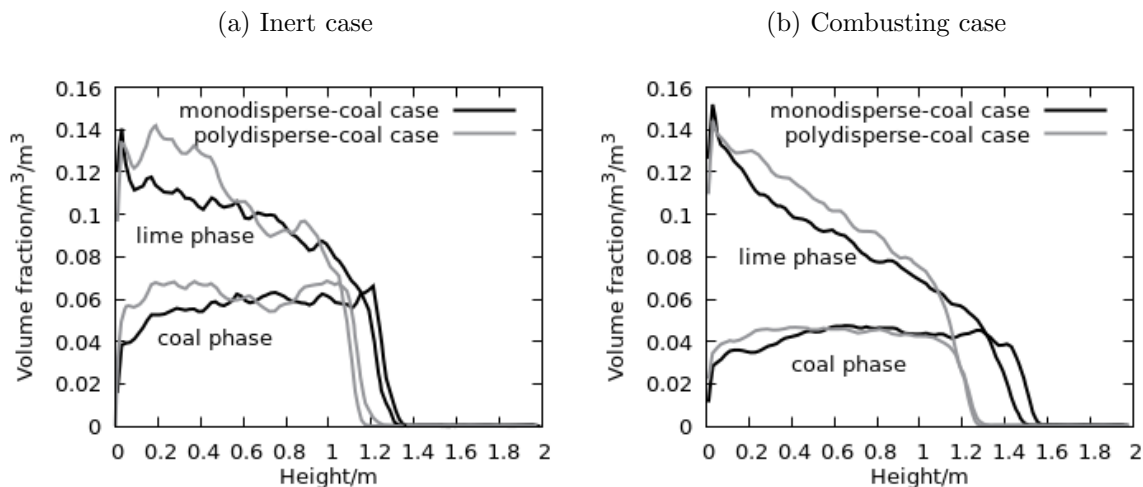 (a) Inert case
(b) Combusting case
Volume fraction/m³/m³
0.16
0.14
0.12
0.1
0.08
0.06
0.04
0.02
0
monodisperse-coal case
polydisperse-coal case
lime phase
coal phase
0 0.2 0.4 0.6 0.8 1 1.2 1.4 1.6 1.8 2
Height/m
Volume fraction/m³/m³
0.16
0.14
0.12
0.1
0.08
0.06
0.04
0.02
0
monodisperse-coal case
polydisperse-coal case
lime phase
coal phase
0 0.2 0.4 0.6 0.8 1 1.2 1.4 1.6 1.8 2
Height/m